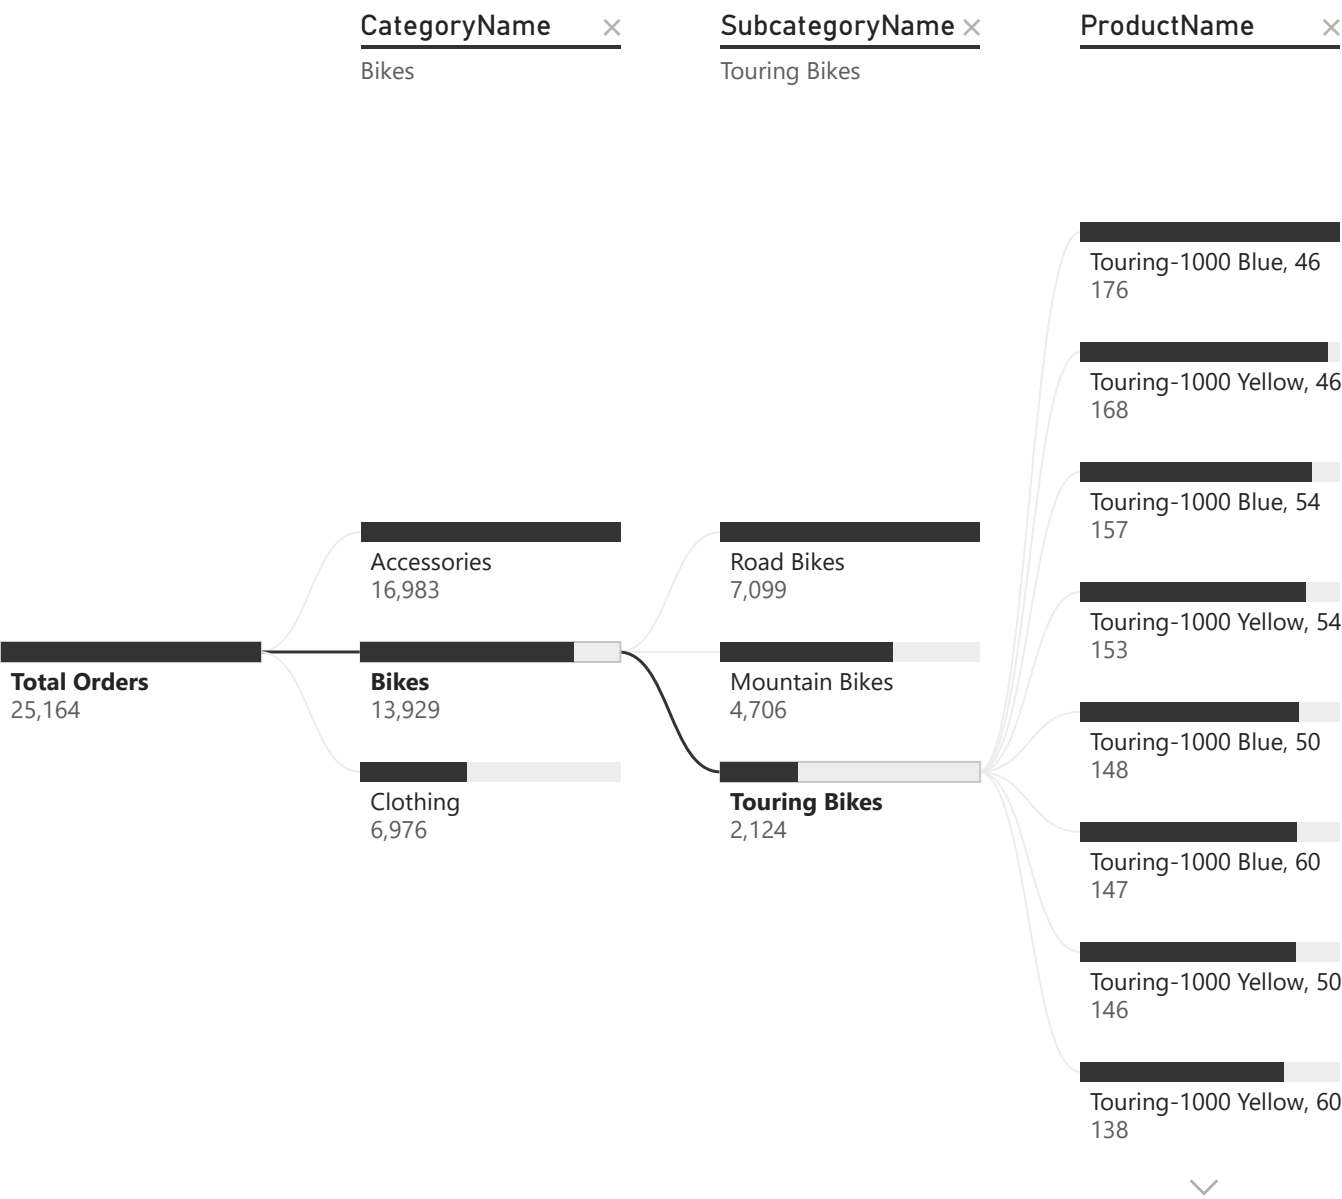 CategoryName
SubcategoryName
ProductName
Bikes
Touring Bikes
Total Orders
25,164
Accessories
16,983
Bikes
13,929
Clothing
6,976
Road Bikes
7,099
Mountain Bikes
4,706
Touring Bikes
2,124
Touring-1000 Blue, 46
176
Touring-1000 Yellow, 46
168
Touring-1000 Blue, 54
157
Touring-1000 Yellow, 54
153
Touring-1000 Blue, 50
148
Touring-1000 Blue, 60
147
Touring-1000 Yellow, 50
146
Touring-1000 Yellow, 60
138